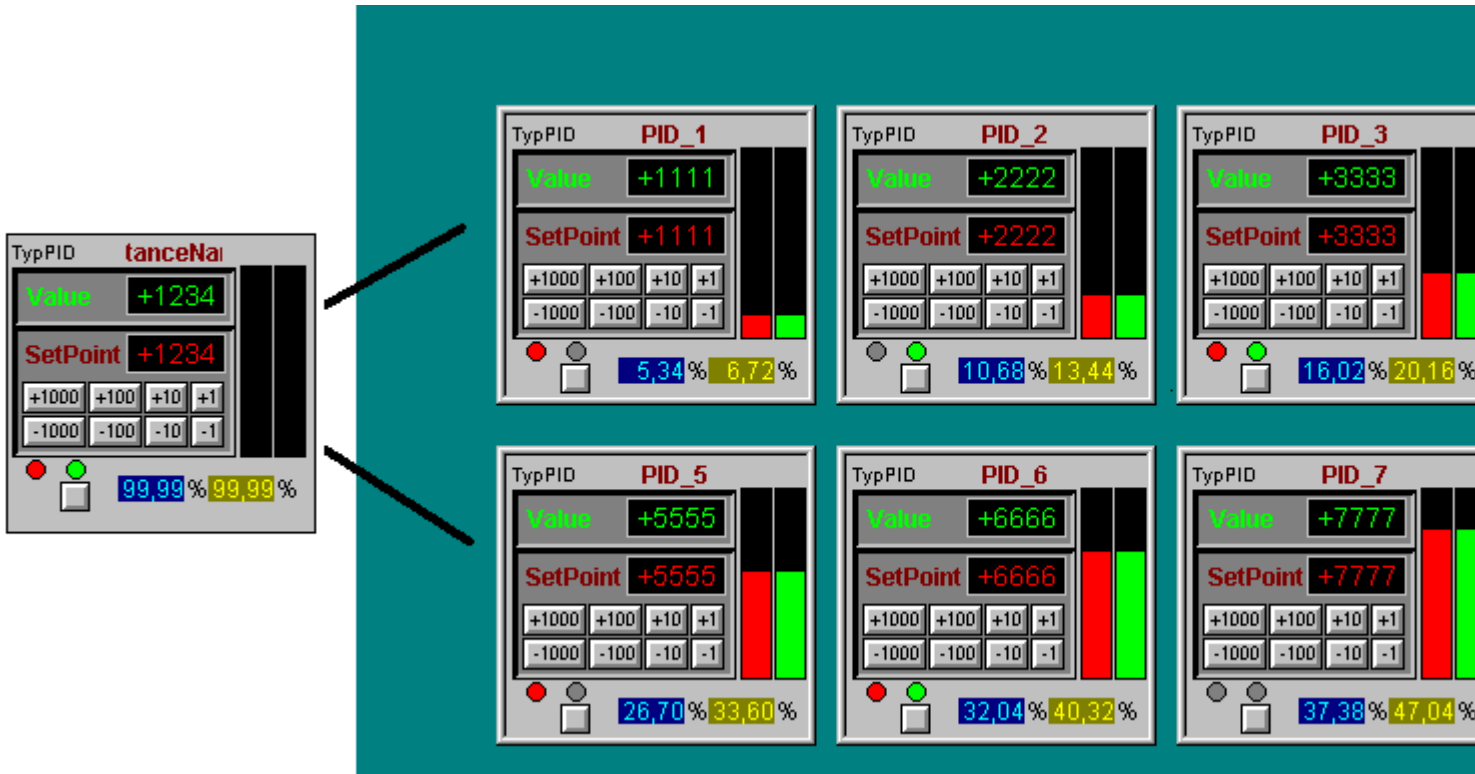 TypPID tanceNar
Value +1234
SetPoint +1234
+1000 +100 +10 +1
-1000 -100 -10 -1
99,99 % 99,99 %
TypPID PID_1
Value +1111
SetPoint +1111
+1000 +100 +10 +1
-1000 -100 -10 -1
5,34 % 6,72 %
TypPID PID_2
Value +2222
SetPoint +2222
+1000 +100 +10 +1
-1000 -100 -10 -1
10,68 % 13,44 %
TypPID PID_3
Value +3333
SetPoint +3333
+1000 +100 +10 +1
-1000 -100 -10 -1
16,02 % 20,16 %
TypPID PID_5
Value +5555
SetPoint +5555
+1000 +100 +10 +1
-1000 -100 -10 -1
26,70 % 33,60 %
TypPID PID_6
Value +6666
SetPoint +6666
+1000 +100 +10 +1
-1000 -100 -10 -1
32,04 % 40,32 %
TypPID PID_7
Value +7777
SetPoint +7777
+1000 +100 +10 +1
-1000 -100 -10 -1
37,38 % 47,04 %